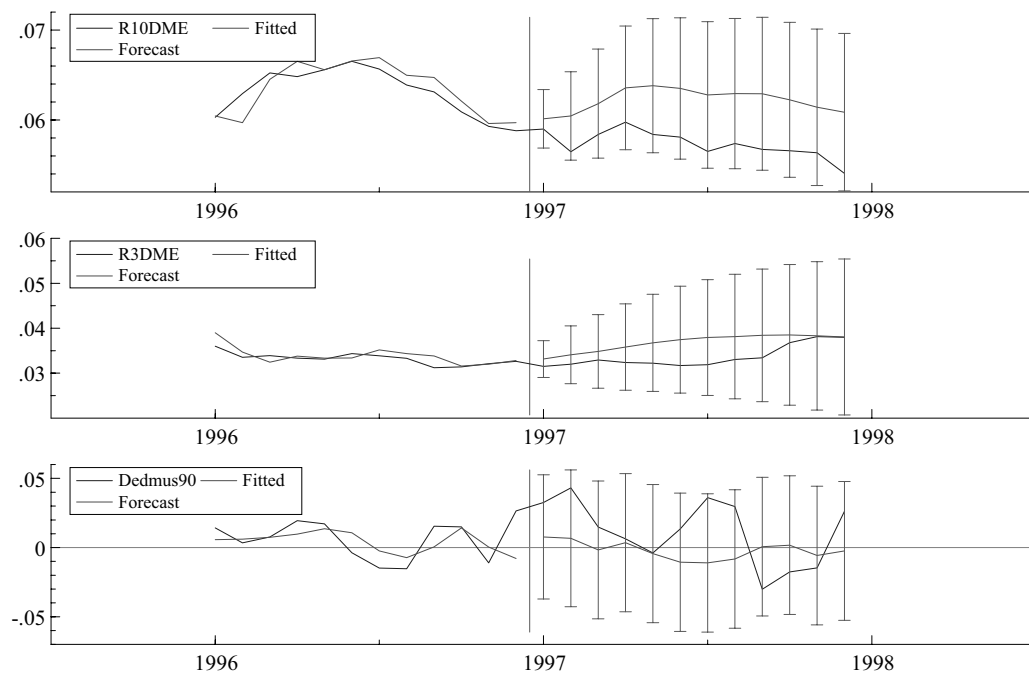 .07
R10DME Fitted
Forecast
.06
1996 1997 1998
.06
R3DME Fitted
Forecast
.05
.04
.03
1996 1997 1998
.05
Dedmus90 Fitted
Forecast
0
-.05
1996 1997 1998